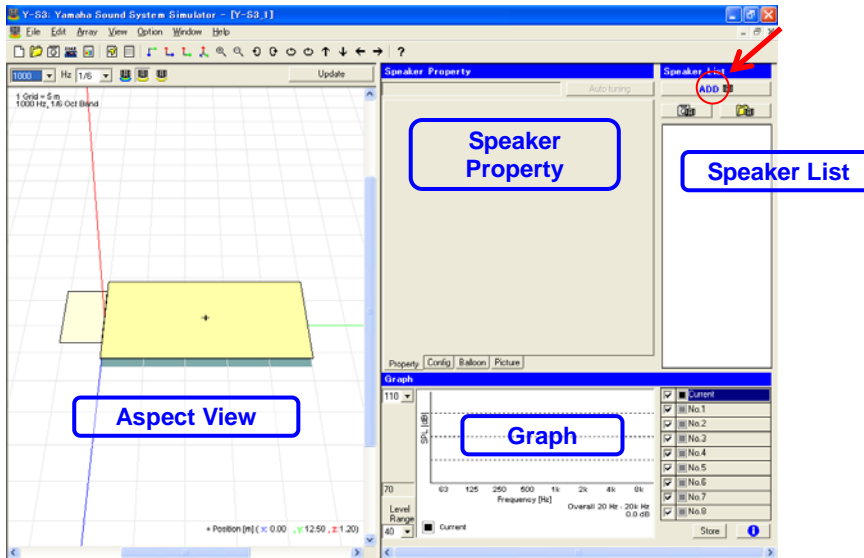 Y-S3: Yamaha Sound System Simulator - [Y-S3_1]
File Edit Array View Option Window Help
1000 Hz 1/6 Update
1 Grid = 5 m
1000 Hz, 1/6 Oct Band
Aspect View
+ Position [m] ( x: 0.00 , y: 12.50 , z: 1.20)
Speaker Property
Auto tuning
Speaker
Property
Property Config Balloon Picture
Speaker List
ADD
Speaker List
Graph
110
SPL [dB]
70
Level
Range
40
Graph
63 125 250 500 1k 2k 4k 8k
Frequency [Hz]
Overall 20 Hz - 20k Hz
0.0 dB
Current
Current
No.1
No.2
No.3
No.4
No.5
No.6
No.7
No.8
Store